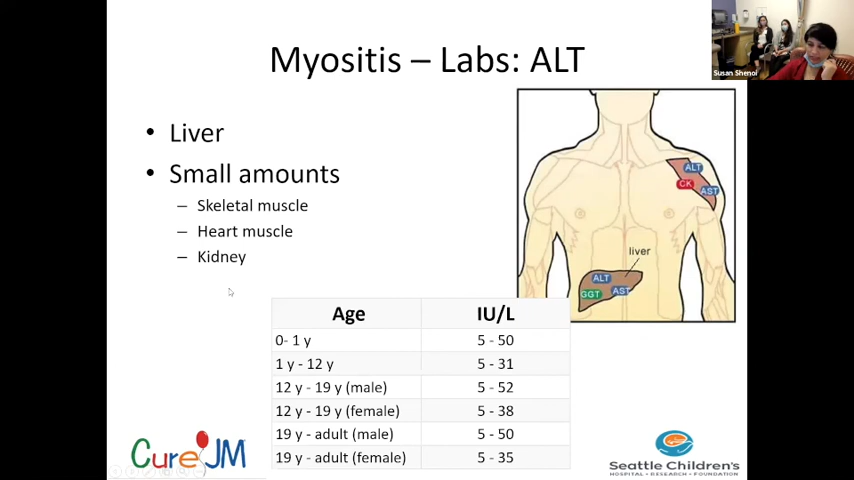 Myositis – Labs: ALT
Susan Shenoi
• Liver
• Small amounts
– Skeletal muscle
– Heart muscle
– Kidney
ALT
CK
AST
liver
ALT
GGT
AST
Age IU/L
0- 1 y 5 - 50
1 y - 12 y 5 - 31
12 y - 19 y (male) 5 - 52
12 y - 19 y (female) 5 - 38
19 y - adult (male) 5 - 50
19 y - adult (female) 5 - 35
Cure JM
Seattle Children's
HOSPITAL • RESEARCH • FOUNDATION